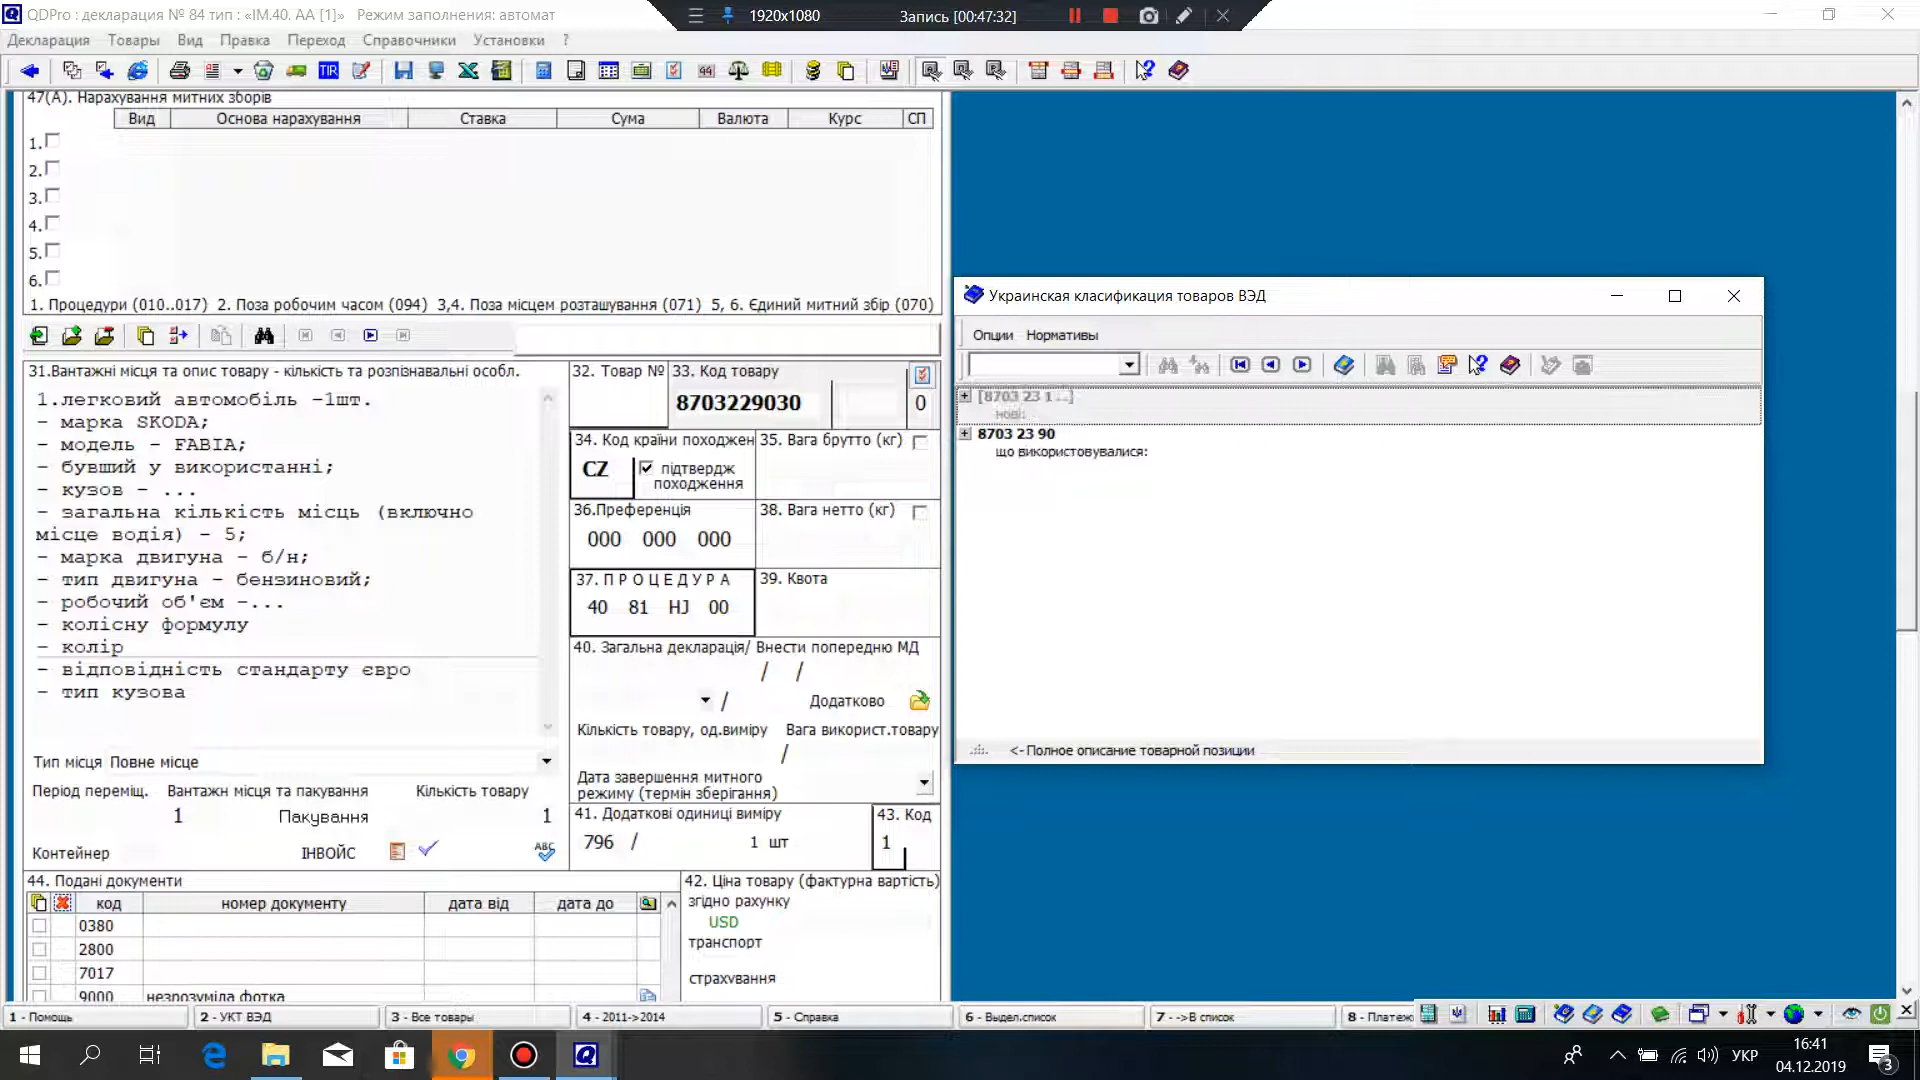 QDPro : декларация № 84 тип : «ІМ.40. АА [1]» Режим заполнения: автомат
1920x1080
Запись [00:47:32]
Декларация Товары Вид Правка Переход Справочники Установки ?
TIR
47(А). Нарахування митних зборів
Вид Основа нарахування Ставка Сума Валюта Курс СП
1.
2.
3.
4.
5.
6.
1. Процедури (010..017) 2. Поза робочим часом (094) 3,4. Поза місцем розташування (071) 5, 6. Єдиний митний збір (070)
31.Вантажні місця та опис товару - кількість та розпізнавальні особл.
1.легковий автомобіль -1шт.
- марка SKODA;
- модель - FABIA;
- бувший у використанні;
- кузов - ...
- загальна кількість місць (включно
місце водія) - 5;
- марка двигуна - б/н;
- тип двигуна - бензиновий;
- робочий об'єм -...
- колісну формулу
- колір
- відповідність стандарту євро
- тип кузова
Тип місця Повне місце
Період переміщ. Вантажн місця та пакування Кількість товару
1 Пакування 1
Контейнер ІНВОЙС
ABC
32. Товар №
33. Код товару
8703229030
0
34. Код країни походжен
CZ
підтвердж
походження
35. Вага брутто (кг)
36.Преференція
000 000 000
38. Вага нетто (кг)
37. П Р О Ц Е Д У Р А
40 81 HJ 00
39. Квота
40. Загальна декларація/ Внести попередню МД
/ /
/ Додатково
Кількість товару, од.виміру Вага використ.товару
/
Дата завершення митного
режиму (термін зберігання)
41. Додаткові одиниці виміру
796 / 1 шт
43. Код
1
44. Подані документи
код номер документу дата від дата до
0380
2800
7017
9000 незрозуміла фотка
42. Ціна товару (фактурна вартість)
згідно рахунку
USD
транспорт
страхування
Украинская класификация товаров ВЭД
Опции Нормативы
[8703 23 1 ...]
нові:
8703 23 90
що використовувалися:
<- Полное описание товарной позиции
1 - Помощь 2 - УКТ ВЭД 3 - Все товары 4 - 2011->2014 5 - Справка 6 - Выдел.список 7 - ->В список 8 - Платеж
УКР
16:41
04.12.2019
3